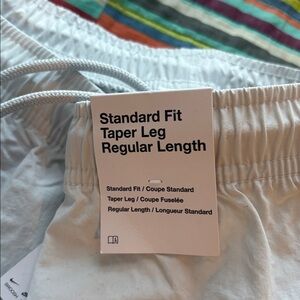 Standard Fit
Taper Leg
Regular Length
Standard Fit / Coupe Standard
Taper Leg / Coupe Fuselée
Regular Length / Longueur Standard